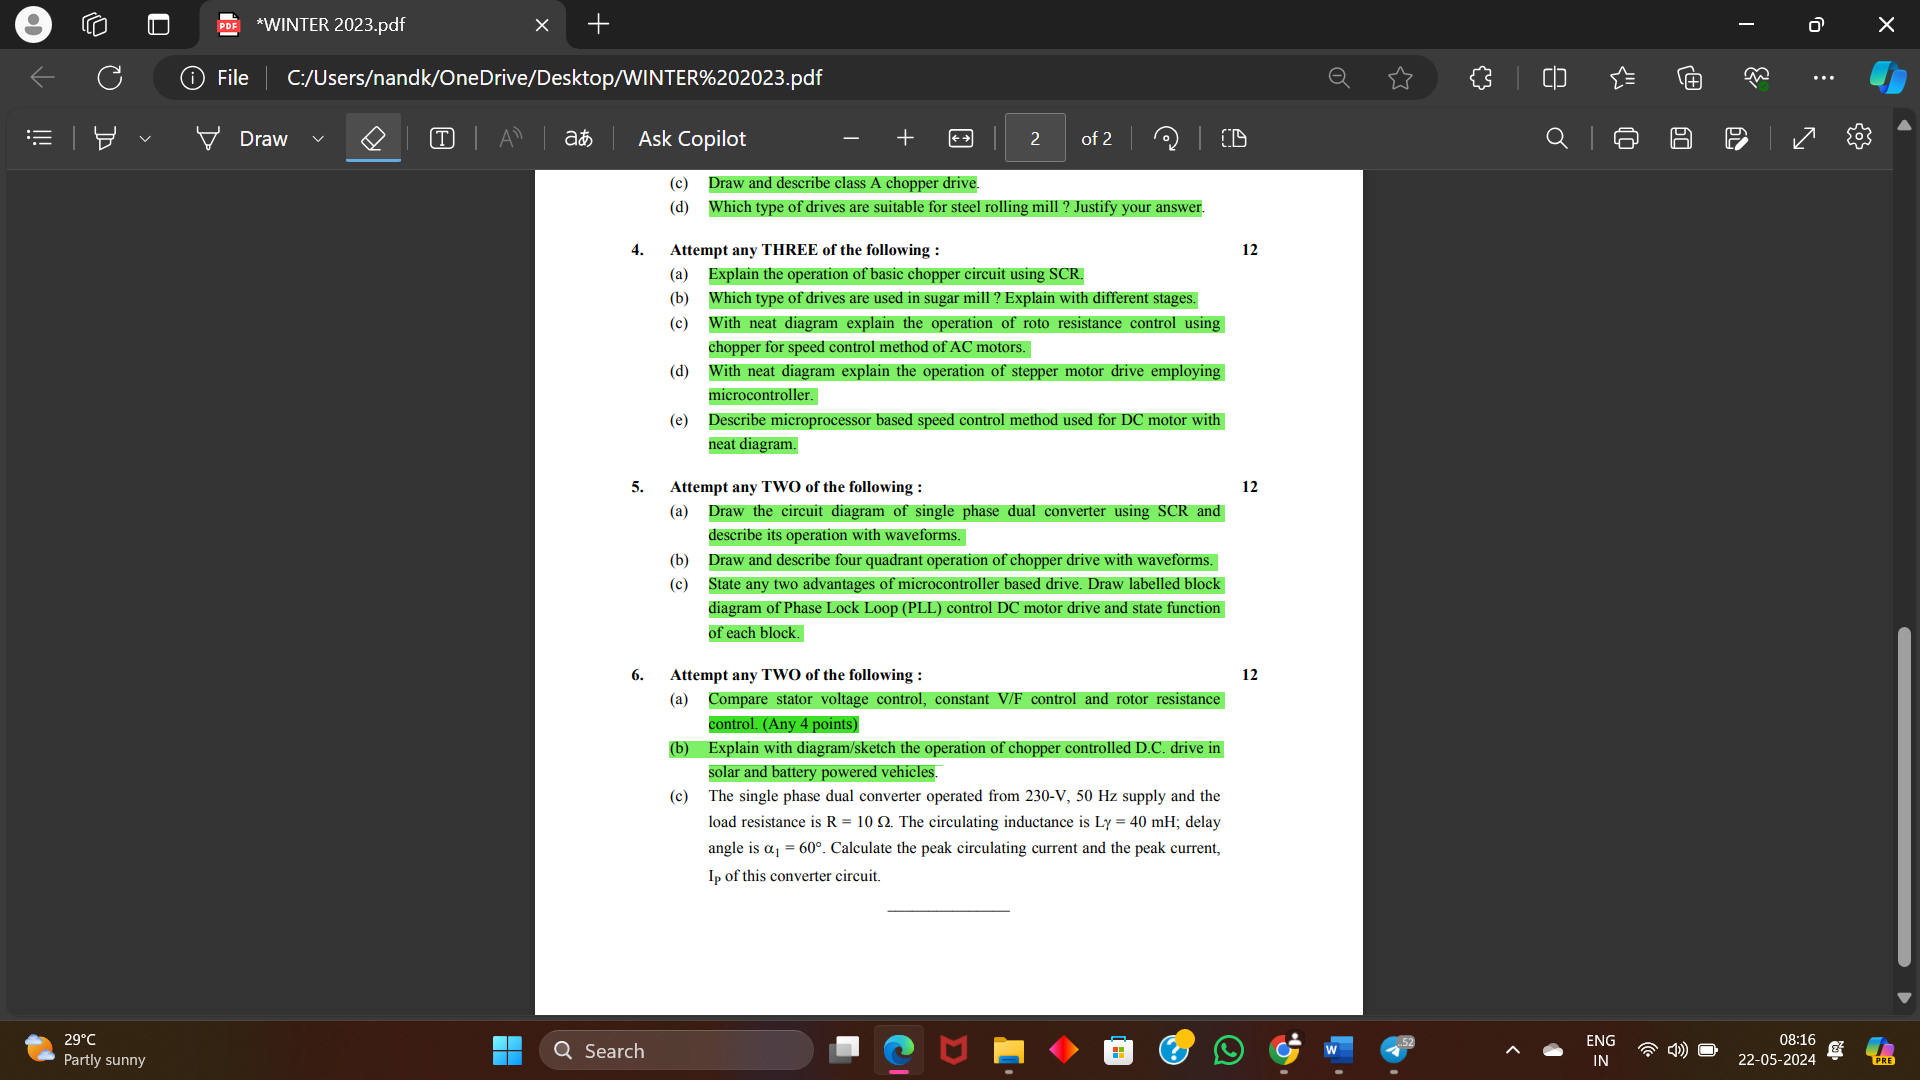 *WINTER 2023.pdf
File
C:/Users/nandk/OneDrive/Desktop/WINTER%202023.pdf
Draw
Ask Copilot
2
of 2
(c) Draw and describe class A chopper drive.
(d) Which type of drives are suitable for steel rolling mill ? Justify your answer.
4. Attempt any THREE of the following : 12
(a) Explain the operation of basic chopper circuit using SCR.
(b) Which type of drives are used in sugar mill ? Explain with different stages.
(c) With neat diagram explain the operation of roto resistance control using
chopper for speed control method of AC motors.
(d) With neat diagram explain the operation of stepper motor drive employing
microcontroller.
(e) Describe microprocessor based speed control method used for DC motor with
neat diagram.
5. Attempt any TWO of the following : 12
(a) Draw the circuit diagram of single phase dual converter using SCR and
describe its operation with waveforms.
(b) Draw and describe four quadrant operation of chopper drive with waveforms.
(c) State any two advantages of microcontroller based drive. Draw labelled block
diagram of Phase Lock Loop (PLL) control DC motor drive and state function
of each block.
6. Attempt any TWO of the following : 12
(a) Compare stator voltage control, constant V/F control and rotor resistance
control. (Any 4 points)
(b) Explain with diagram/sketch the operation of chopper controlled D.C. drive in
solar and battery powered vehicles.
(c) The single phase dual converter operated from 230-V, 50 Hz supply and the
load resistance is R = 10 Ω. The circulating inductance is Lγ = 40 mH; delay
angle is α₁ = 60°. Calculate the peak circulating current and the peak current,
Iₚ of this converter circuit.
29°C
Partly sunny
Search
ENG
IN
08:16
22-05-2024